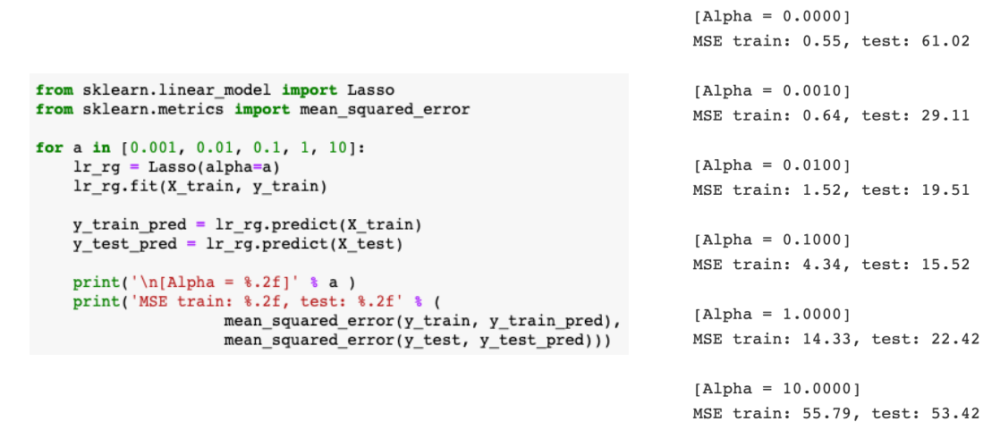 from sklearn.linear_model import Lasso
from sklearn.metrics import mean_squared_error

for a in [0.001, 0.01, 0.1, 1, 10]:
    lr_rg = Lasso(alpha=a)
    lr_rg.fit(X_train, y_train)

    y_train_pred = lr_rg.predict(X_train)
    y_test_pred = lr_rg.predict(X_test)

    print('\n[Alpha = %.2f]' % a )
    print('MSE train: %.2f, test: %.2f' % (
                    mean_squared_error(y_train, y_train_pred),
                    mean_squared_error(y_test, y_test_pred)))

[Alpha = 0.0000]
MSE train: 0.55, test: 61.02

[Alpha = 0.0010]
MSE train: 0.64, test: 29.11

[Alpha = 0.0100]
MSE train: 1.52, test: 19.51

[Alpha = 0.1000]
MSE train: 4.34, test: 15.52

[Alpha = 1.0000]
MSE train: 14.33, test: 22.42

[Alpha = 10.0000]
MSE train: 55.79, test: 53.42